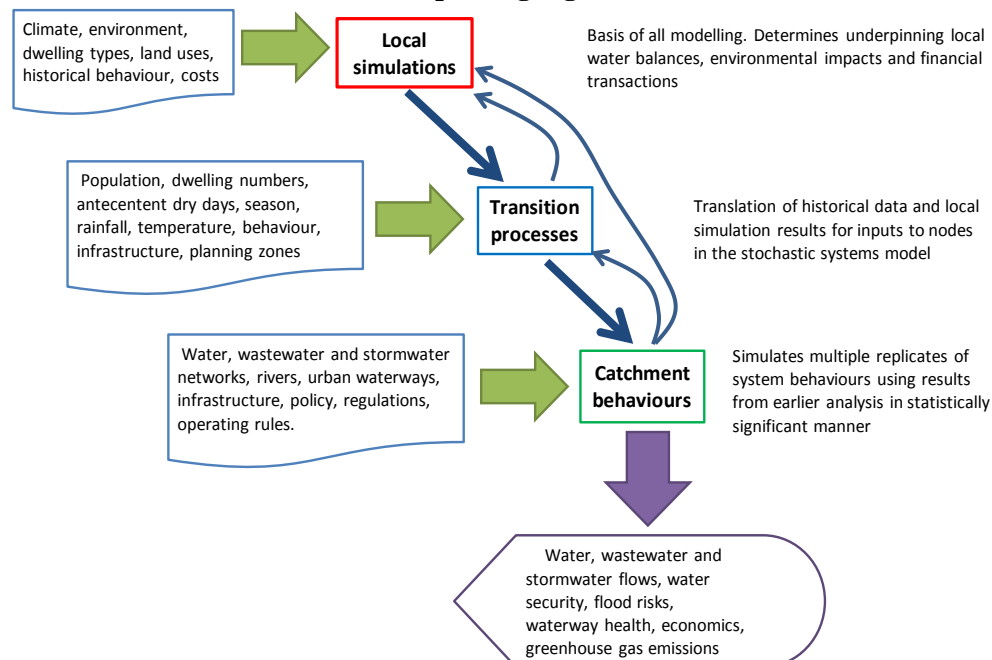 Climate, environment,
dwelling types, land uses,
historical behaviour, costs
Local
simulations
Basis of all modelling. Determines underpinning local
water balances, environmental impacts and financial
transactions
Population, dwelling numbers,
antecentent dry days, season,
rainfall, temperature, behaviour,
infrastructure, planning zones
Transition
processes
Translation of historical data and local
simulation results for inputs to nodes
in the stochastic systems model
Water, wastewater and stormwater
networks, rivers, urban waterways,
infrastructure, policy, regulations,
operating rules.
Catchment
behaviours
Simulates multiple replicates of
system behaviours using results
from earlier analysis in statistically
significant manner
Water, wastewater and
stormwater flows, water
security, flood risks,
waterway health, economics,
greenhouse gas emissions